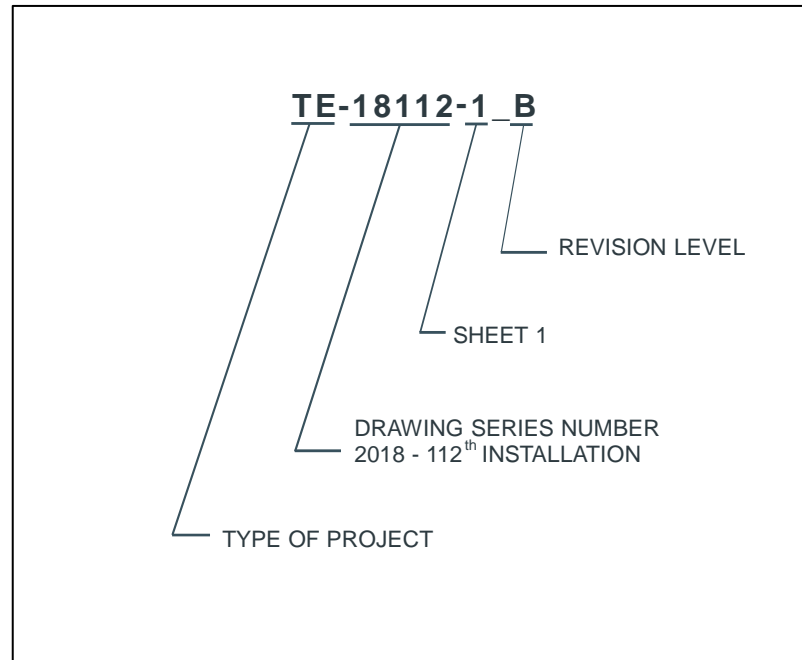 TE-18112-1_B
REVISION LEVEL
SHEET 1
DRAWING SERIES NUMBER
2018 - 112th INSTALLATION
TYPE OF PROJECT